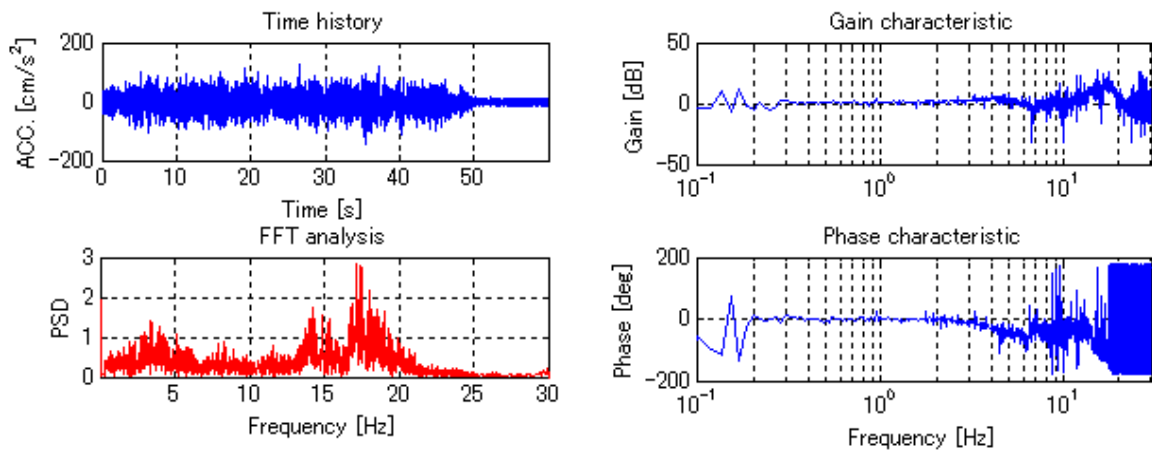 Time history
200
0
−200
ACC. [cm/s²]
0 10 20 30 40 50
Time [s]
FFT analysis
3
2
1
0
PSD
5 10 15 20 25 30
Frequency [Hz]
Gain characteristic
50
0
−50
Gain [dB]
10⁻¹ 10⁰ 10¹
Phase characteristic
200
0
−200
Phase [deg]
10⁻¹ 10⁰ 10¹
Frequency [Hz]